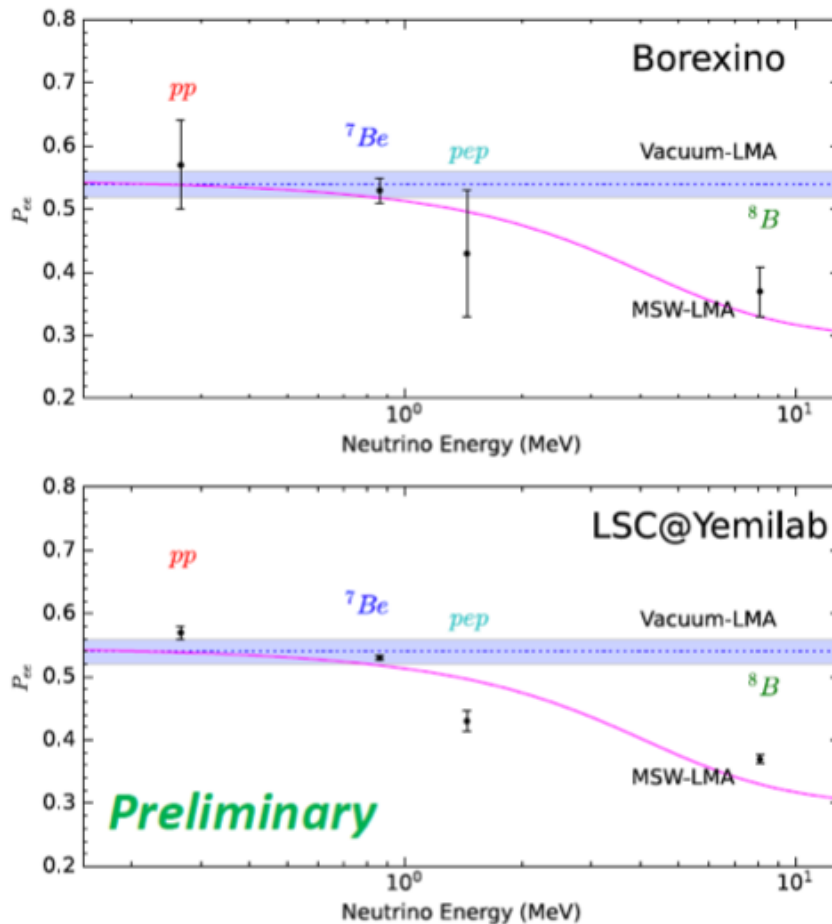 0.8
Borexino
0.7
pp
⁷Be
pep
0.6
Vacuum-LMA
Pₑₑ
0.5
⁸B
0.4
MSW-LMA
0.3
0.2
10⁰
10¹
Neutrino Energy (MeV)
0.8
LSC@Yemilab
0.7
pp
⁷Be
pep
0.6
Vacuum-LMA
Pₑₑ
0.5
⁸B
0.4
MSW-LMA
0.3
Preliminary
0.2
10⁰
10¹
Neutrino Energy (MeV)